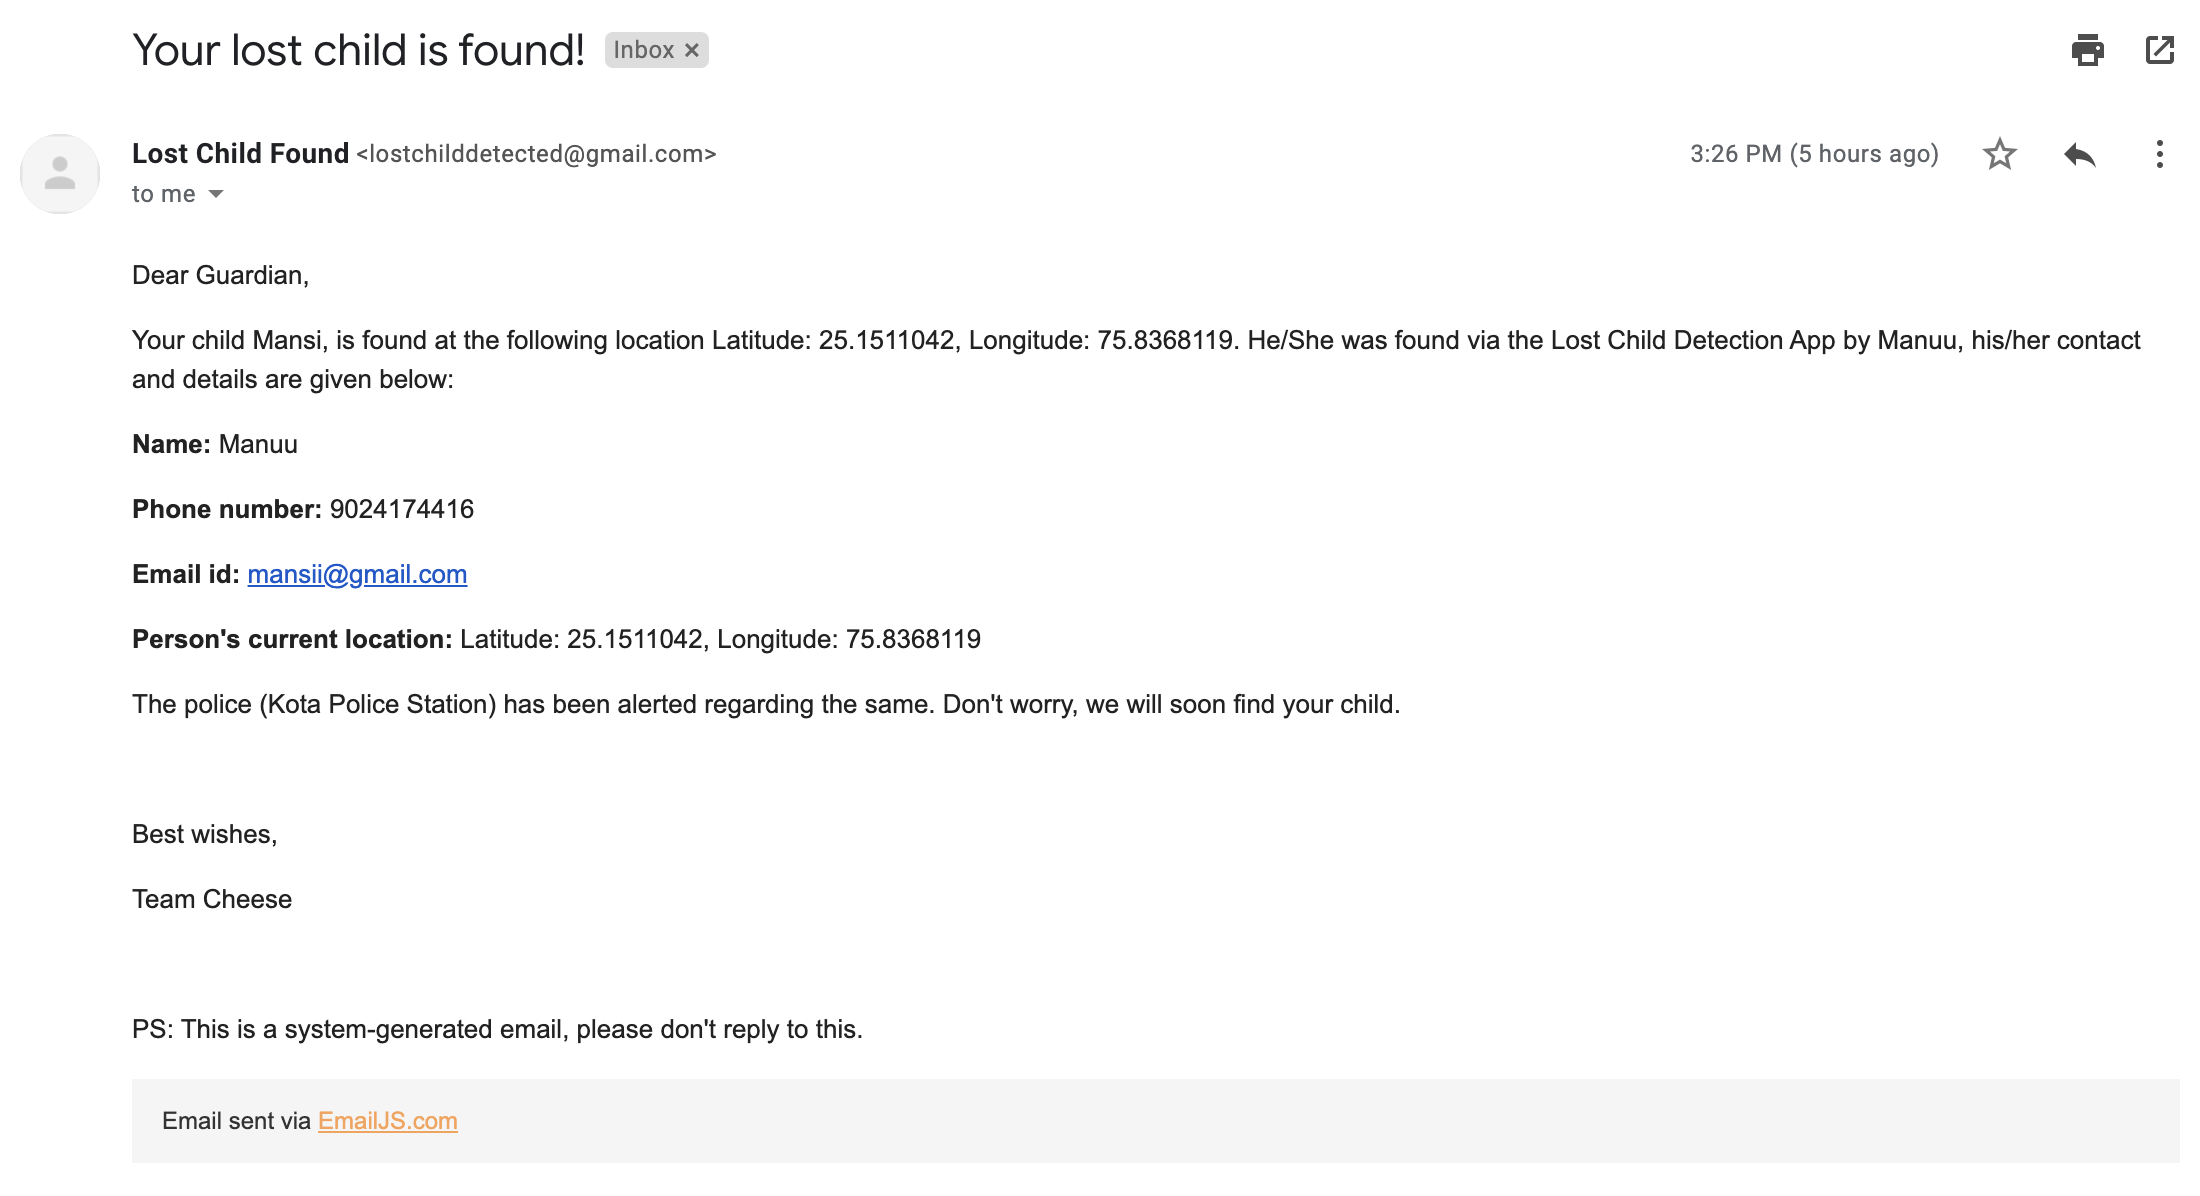 Your lost child is found! Inbox ×
Lost Child Found <lostchilddetected@gmail.com> 3:26 PM (5 hours ago)
to me
Dear Guardian,
Your child Mansi, is found at the following location Latitude: 25.1511042, Longitude: 75.8368119. He/She was found via the Lost Child Detection App by Manuu, his/her contact
and details are given below:
Name: Manuu
Phone number: 9024174416
Email id: mansii@gmail.com
Person's current location: Latitude: 25.1511042, Longitude: 75.8368119
The police (Kota Police Station) has been alerted regarding the same. Don't worry, we will soon find your child.
Best wishes,
Team Cheese
PS: This is a system-generated email, please don't reply to this.
Email sent via EmailJS.com